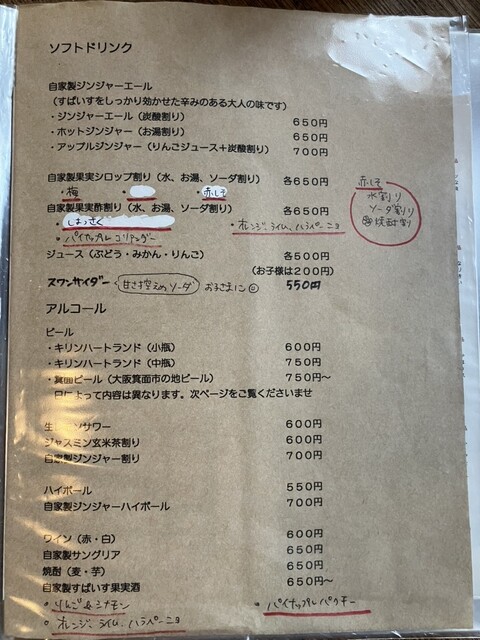 ソフトドリンク
自家製ジンジャーエール
(すぱいすをしっかり効かせた辛みのある大人の味です)
・ジンジャーエール(炭酸割り) 650円
・ホットジンジャー(お湯割り) 650円
・アップルジンジャー(りんごジュース+炭酸割り) 700円
自家製果実シロップ割り(水、お湯、ソーダ割り) 各650円
・梅 ・ ・赤しそ
自家製果実酢割り(水、お湯、ソーダ割り) 各650円
・はっさく ・オレンジ、ライム、ハラペーニョ
・パイナップルコリアンダー
赤しそ
水割り
ソーダ割り
焼酎割
ジュース(ぶどう・みかん・りんご) 各500円
(お子様は200円)
スワンサイダー 甘さ控えめソーダ おこさまに 550円
アルコール
ビール
・キリンハートランド(小瓶) 600円
・キリンハートランド(中瓶) 750円
・箕面ビール(大阪箕面市の地ビール) 750円~
日によって内容は異なります。次ページをご覧くださいませ
サワー 600円
ジャスミン玄米茶割り 600円
自家製ジンジャー割り 700円
ハイボール 550円
自家製ジンジャーハイボール 700円
ワイン(赤・白) 600円
自家製サングリア 650円
焼酎(麦・芋) 650円
自家製すぱいす果実酒 650円~
・りんご&シナモン ・パイナップルパクチー
・オレンジ、ライム、ハラペーニョ